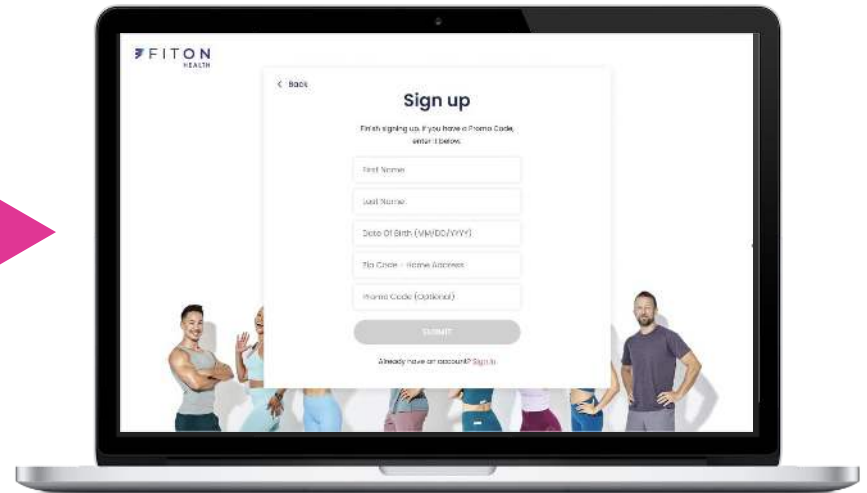 FITON
HEALTH
< Back
Sign up
Finish signing up. If you have a Promo Code,
enter it below.
First Name
Last Name
Date Of Birth (MM/DD/YYYY)
Zip Code - Home Address
Promo Code (Optional)
SUBMIT
Already have an account? Sign In